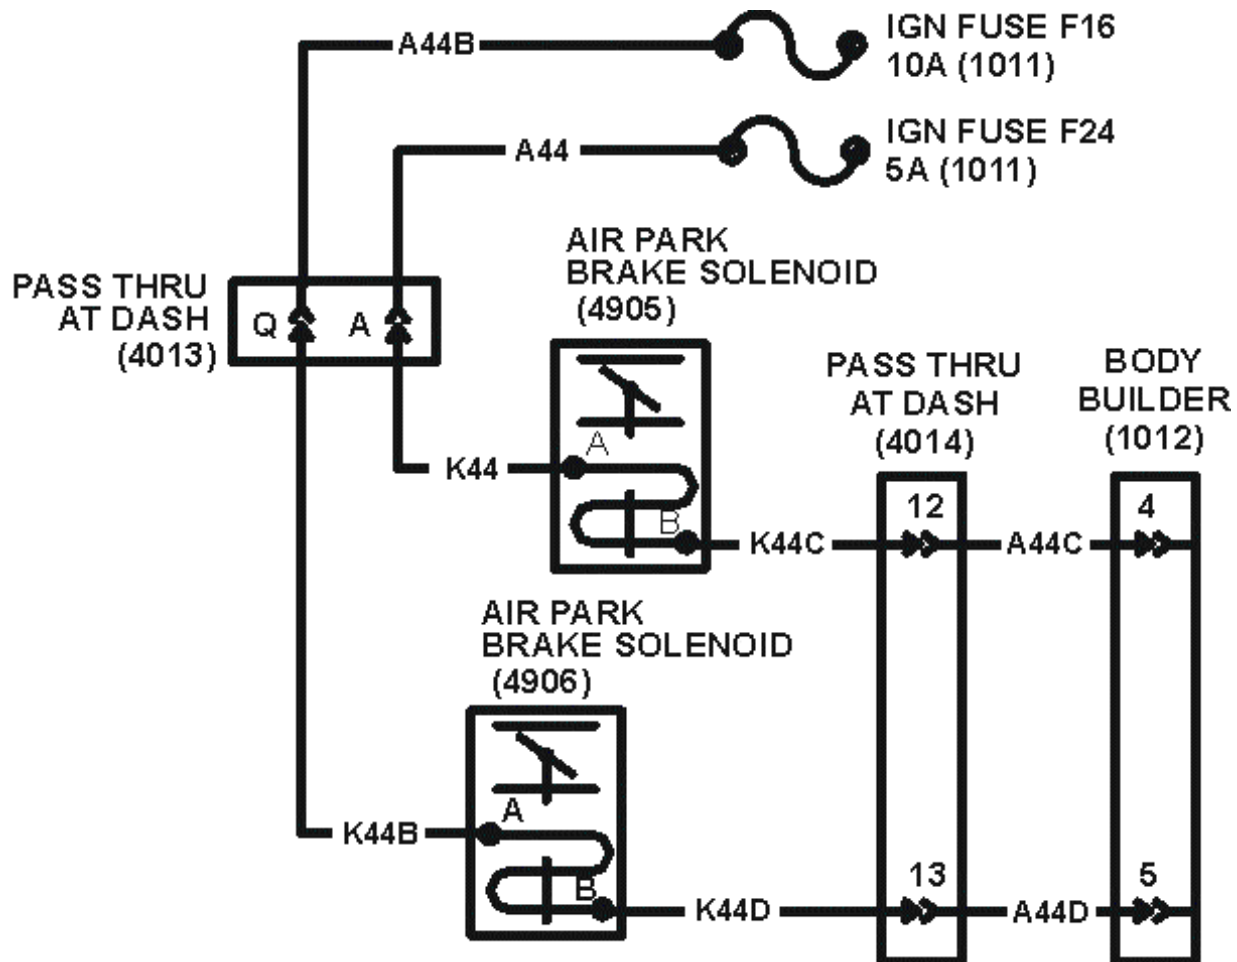 A44B
IGN FUSE F16
10A (1011)
A44
IGN FUSE F24
5A (1011)
PASS THRU
AT DASH
(4013)
Q
A
AIR PARK
BRAKE SOLENOID
(4905)
A
B
K44
K44C
PASS THRU
AT DASH
(4014)
12
A44C
BODY
BUILDER
(1012)
4
AIR PARK
BRAKE SOLENOID
(4906)
A
B
K44B
K44D
13
A44D
5